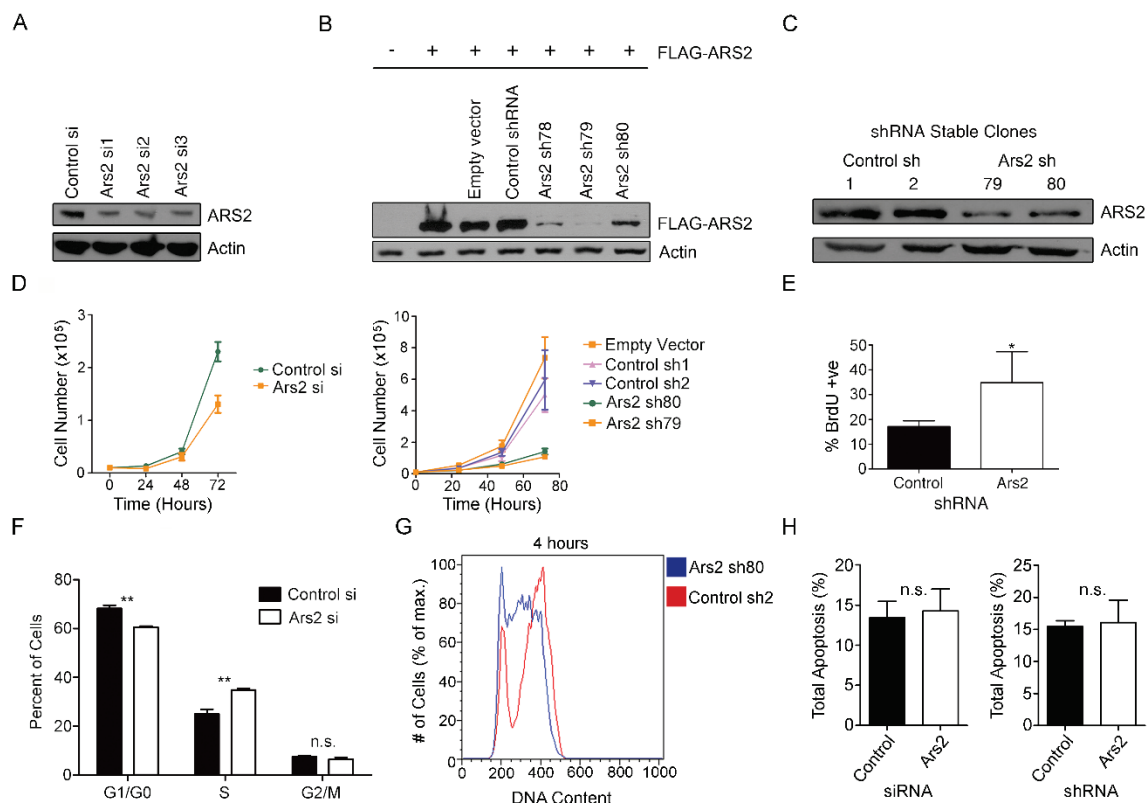 A
Control si
Ars2 si1
Ars2 si2
Ars2 si3
ARS2
Actin
B
- + + + + + +
FLAG-ARS2
Empty vector
Control shRNA
Ars2 sh78
Ars2 sh79
Ars2 sh80
FLAG-ARS2
Actin
C
shRNA Stable Clones
Control sh Ars2 sh
1 2 79 80
ARS2
Actin
D
Cell Number (x10⁵)
3
2
1
0
0 24 48 72
Time (Hours)
Control si
Ars2 si
Cell Number (x10⁵)
8
6
4
2
0
0 20 40 60 80
Time (Hours)
Empty Vector
Control sh1
Control sh2
Ars2 sh80
Ars2 sh79
E
% BrdU +ve
50
40
30
20
10
0
*
Control Ars2
shRNA
F
Percent of Cells
80
60
40
20
0
**
**
n.s.
G1/G0 S G2/M
Control si
Ars2 si
G
4 hours
# of Cells (% of max.)
100
80
60
40
20
0
0 200 400 600 800 1000
DNA Content
Ars2 sh80
Control sh2
H
Total Apoptosis (%)
20
15
10
5
0
n.s.
Control
Ars2
siRNA
Total Apoptosis (%)
25
20
15
10
5
0
n.s.
Control
Ars2
shRNA